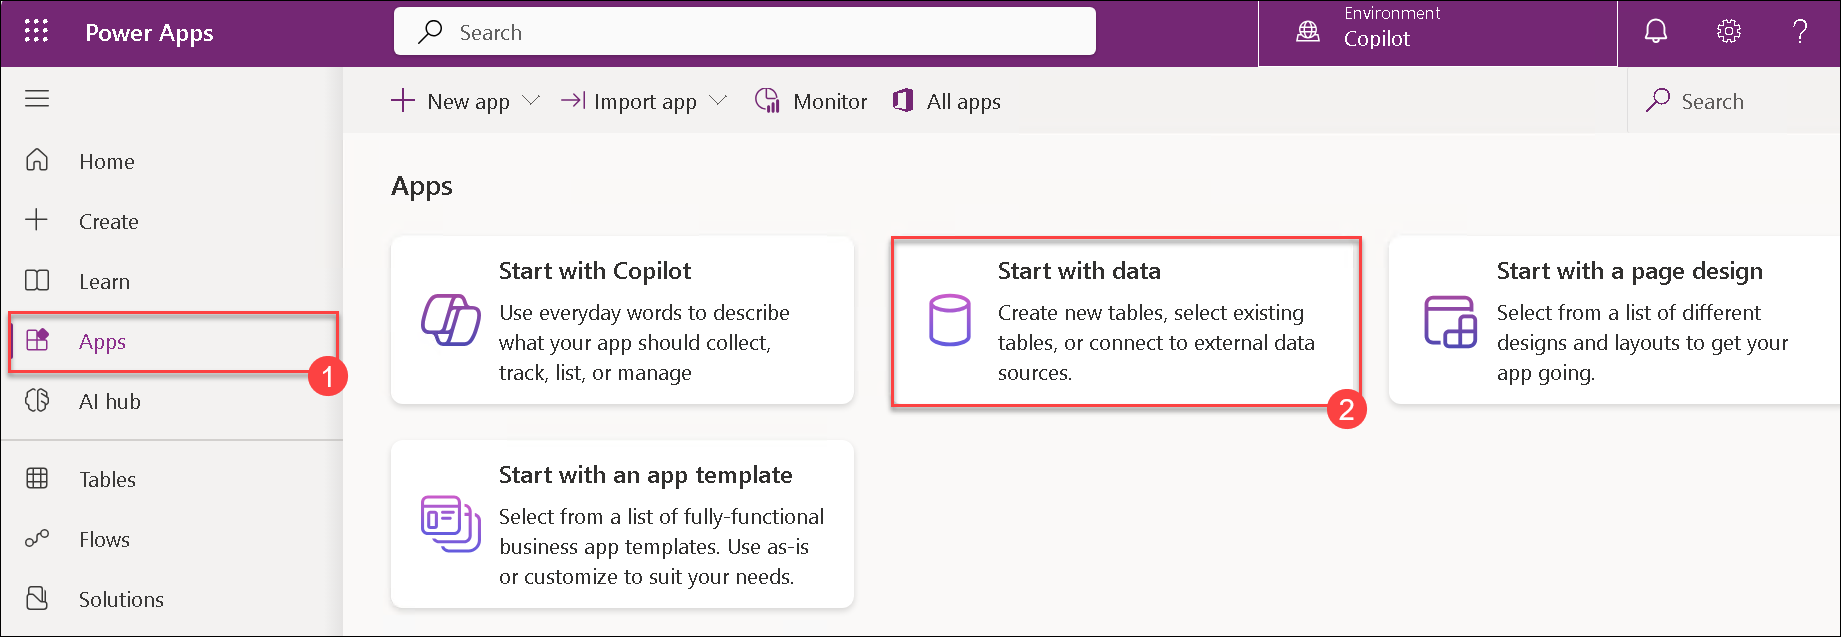 Power Apps
Search
Environment
Copilot
?
New app
Import app
Monitor
All apps
Search
Home
Create
Learn
Apps
1
AI hub
Tables
Flows
Solutions
Apps
Start with Copilot
Use everyday words to describe
what your app should collect,
track, list, or manage
Start with data
Create new tables, select existing
tables, or connect to external data
sources.
2
Start with a page design
Select from a list of different
designs and layouts to get your
app going.
Start with an app template
Select from a list of fully-functional
business app templates. Use as-is
or customize to suit your needs.